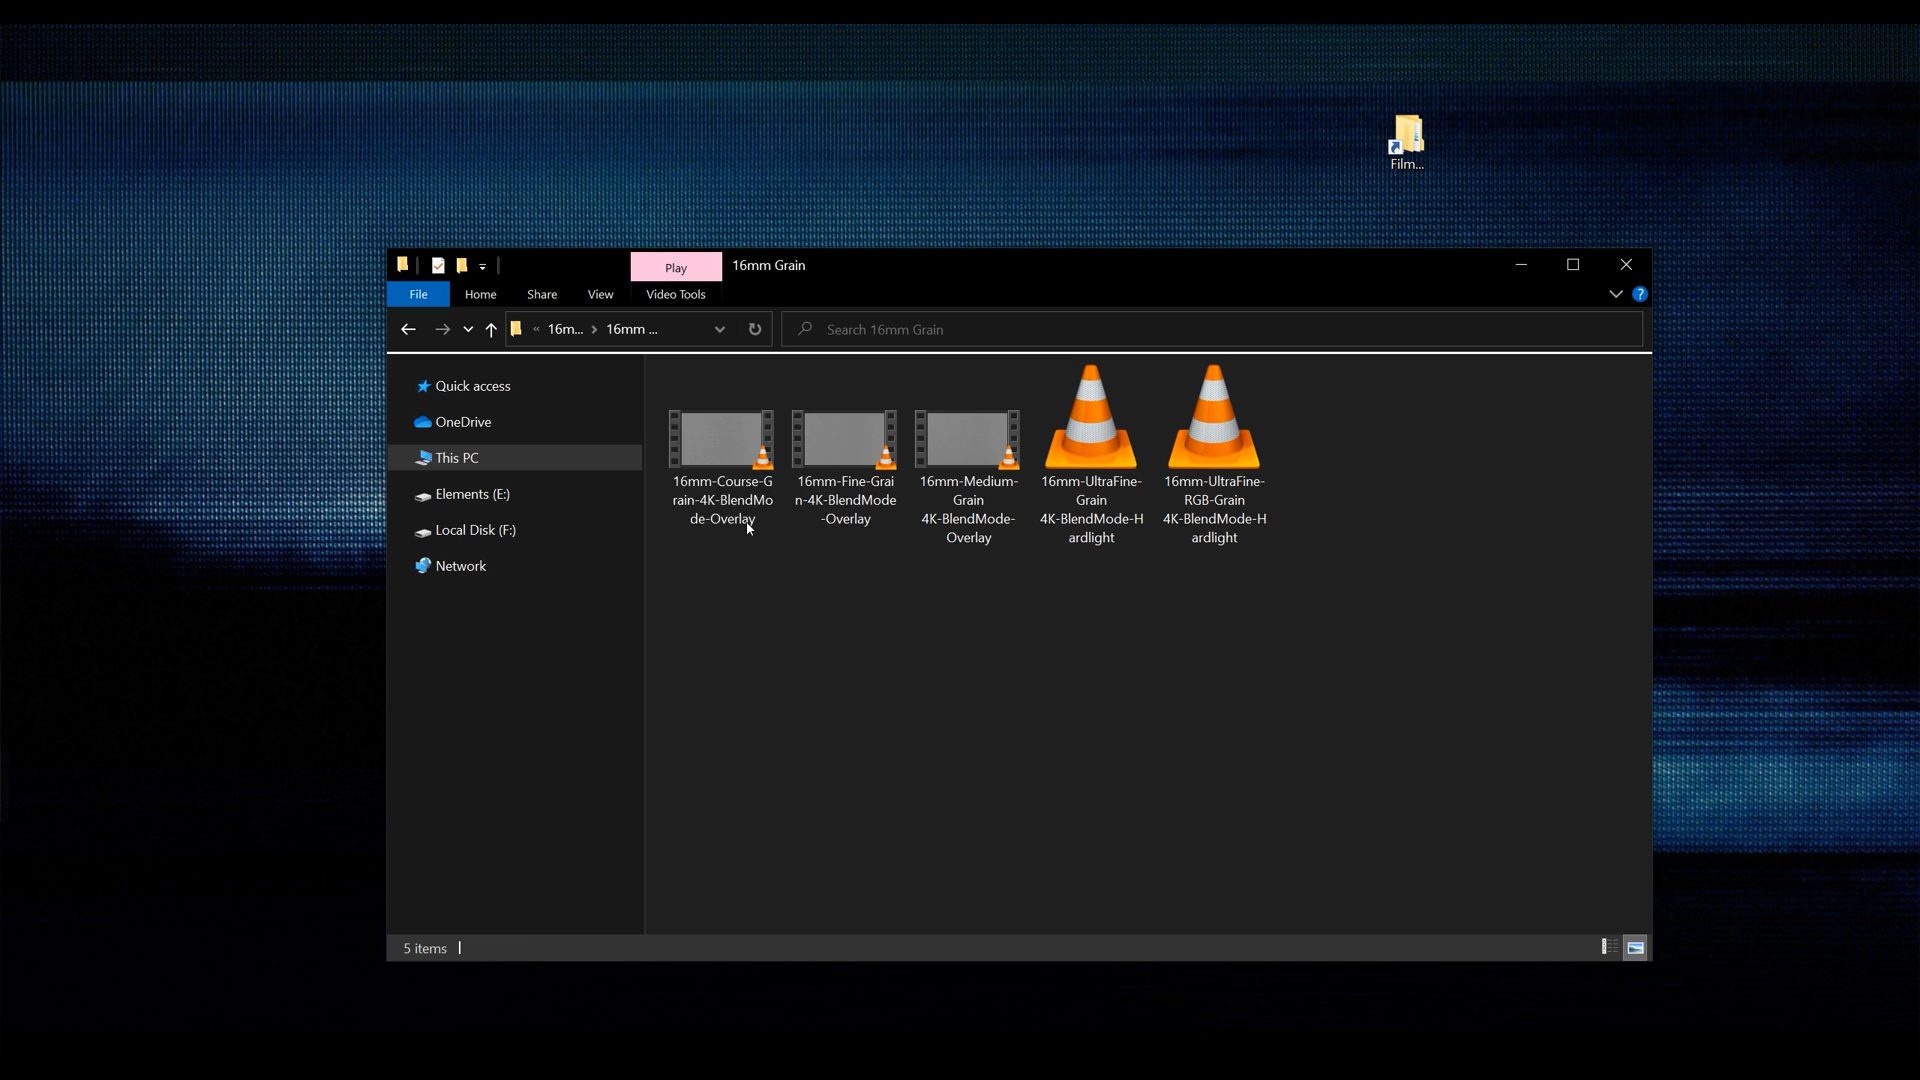 Film...
Play
16mm Grain
File
Home
Share
View
Video Tools
?
« 16m... > 16mm ...
Search 16mm Grain
Quick access
OneDrive
This PC
Elements (E:)
Local Disk (F:)
Network
16mm-Course-G
rain-4K-BlendMo
de-Overlay
16mm-Fine-Grai
n-4K-BlendMode
-Overlay
16mm-Medium-
Grain
4K-BlendMode-
Overlay
16mm-UltraFine-
Grain
4K-BlendMode-H
ardlight
16mm-UltraFine-
RGB-Grain
4K-BlendMode-H
ardlight
5 items